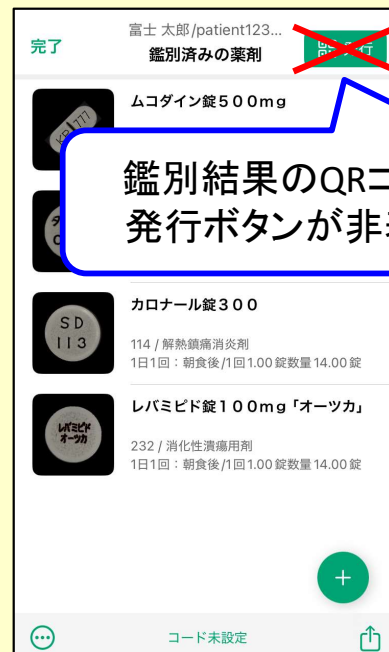 完了
富士 太郎/patient123...
鑑別済みの薬剤
発行
ムコダイン錠500mg
KP-777
鑑別結果のQRコ
発行ボタンが非
カロナール錠300
SD
113
114 / 解熱鎮痛消炎剤
1日1回：朝食後/1回1.00錠数量14.00錠
レバミピド錠100mg「オーツカ」
レバミピド
オーツカ
232 / 消化性潰瘍用剤
1日1回：朝食後/1回1.00錠数量14.00錠
コード未設定